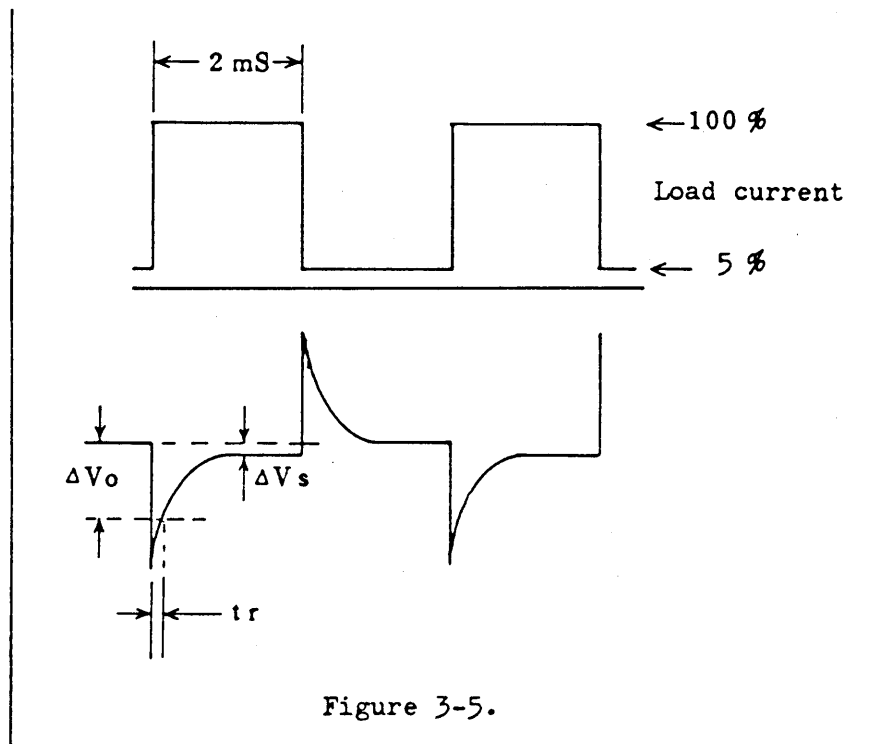 2 mS
100 %
Load current
5 %
ΔVo
ΔVs
tr
Figure 3-5.